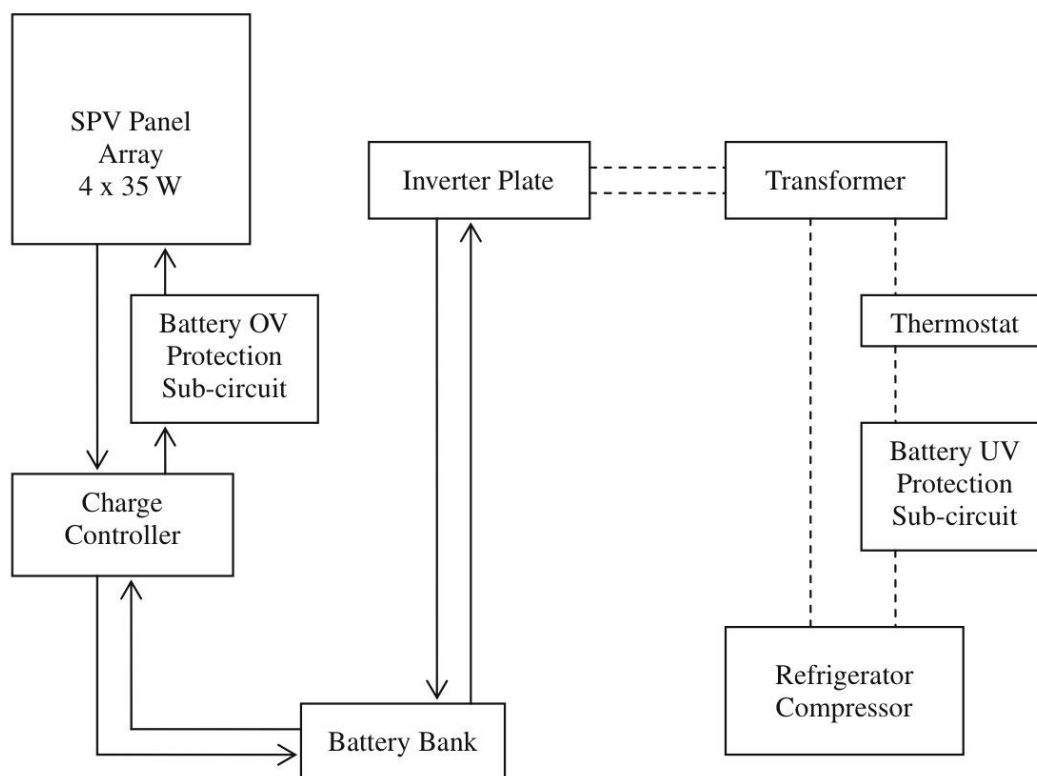 SPV Panel
Array
4 x 35 W
Inverter Plate
Transformer
Battery OV
Protection
Sub-circuit
Thermostat
Battery UV
Protection
Sub-circuit
Charge
Controller
Refrigerator
Compressor
Battery Bank